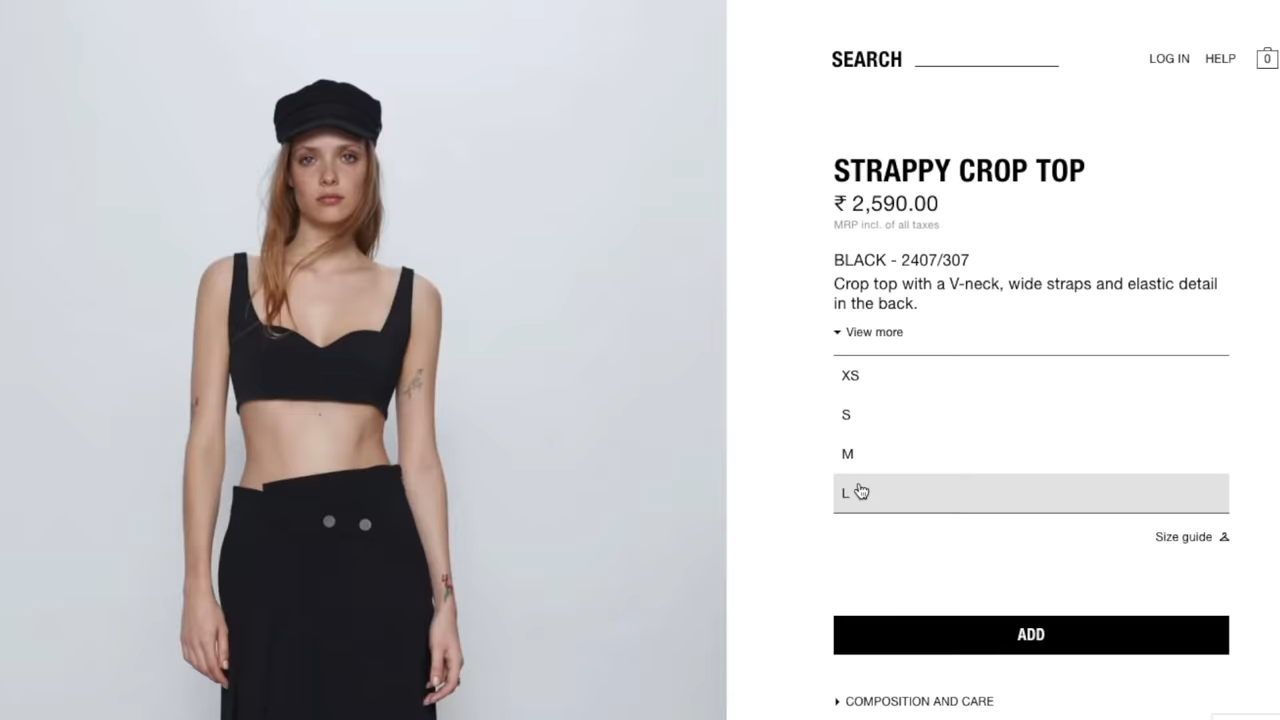 SEARCH
LOG IN HELP 0
STRAPPY CROP TOP
₹ 2,590.00
MRP incl. of all taxes
BLACK - 2407/307
Crop top with a V-neck, wide straps and elastic detail
in the back.
View more
XS
S
M
L
Size guide
ADD
COMPOSITION AND CARE